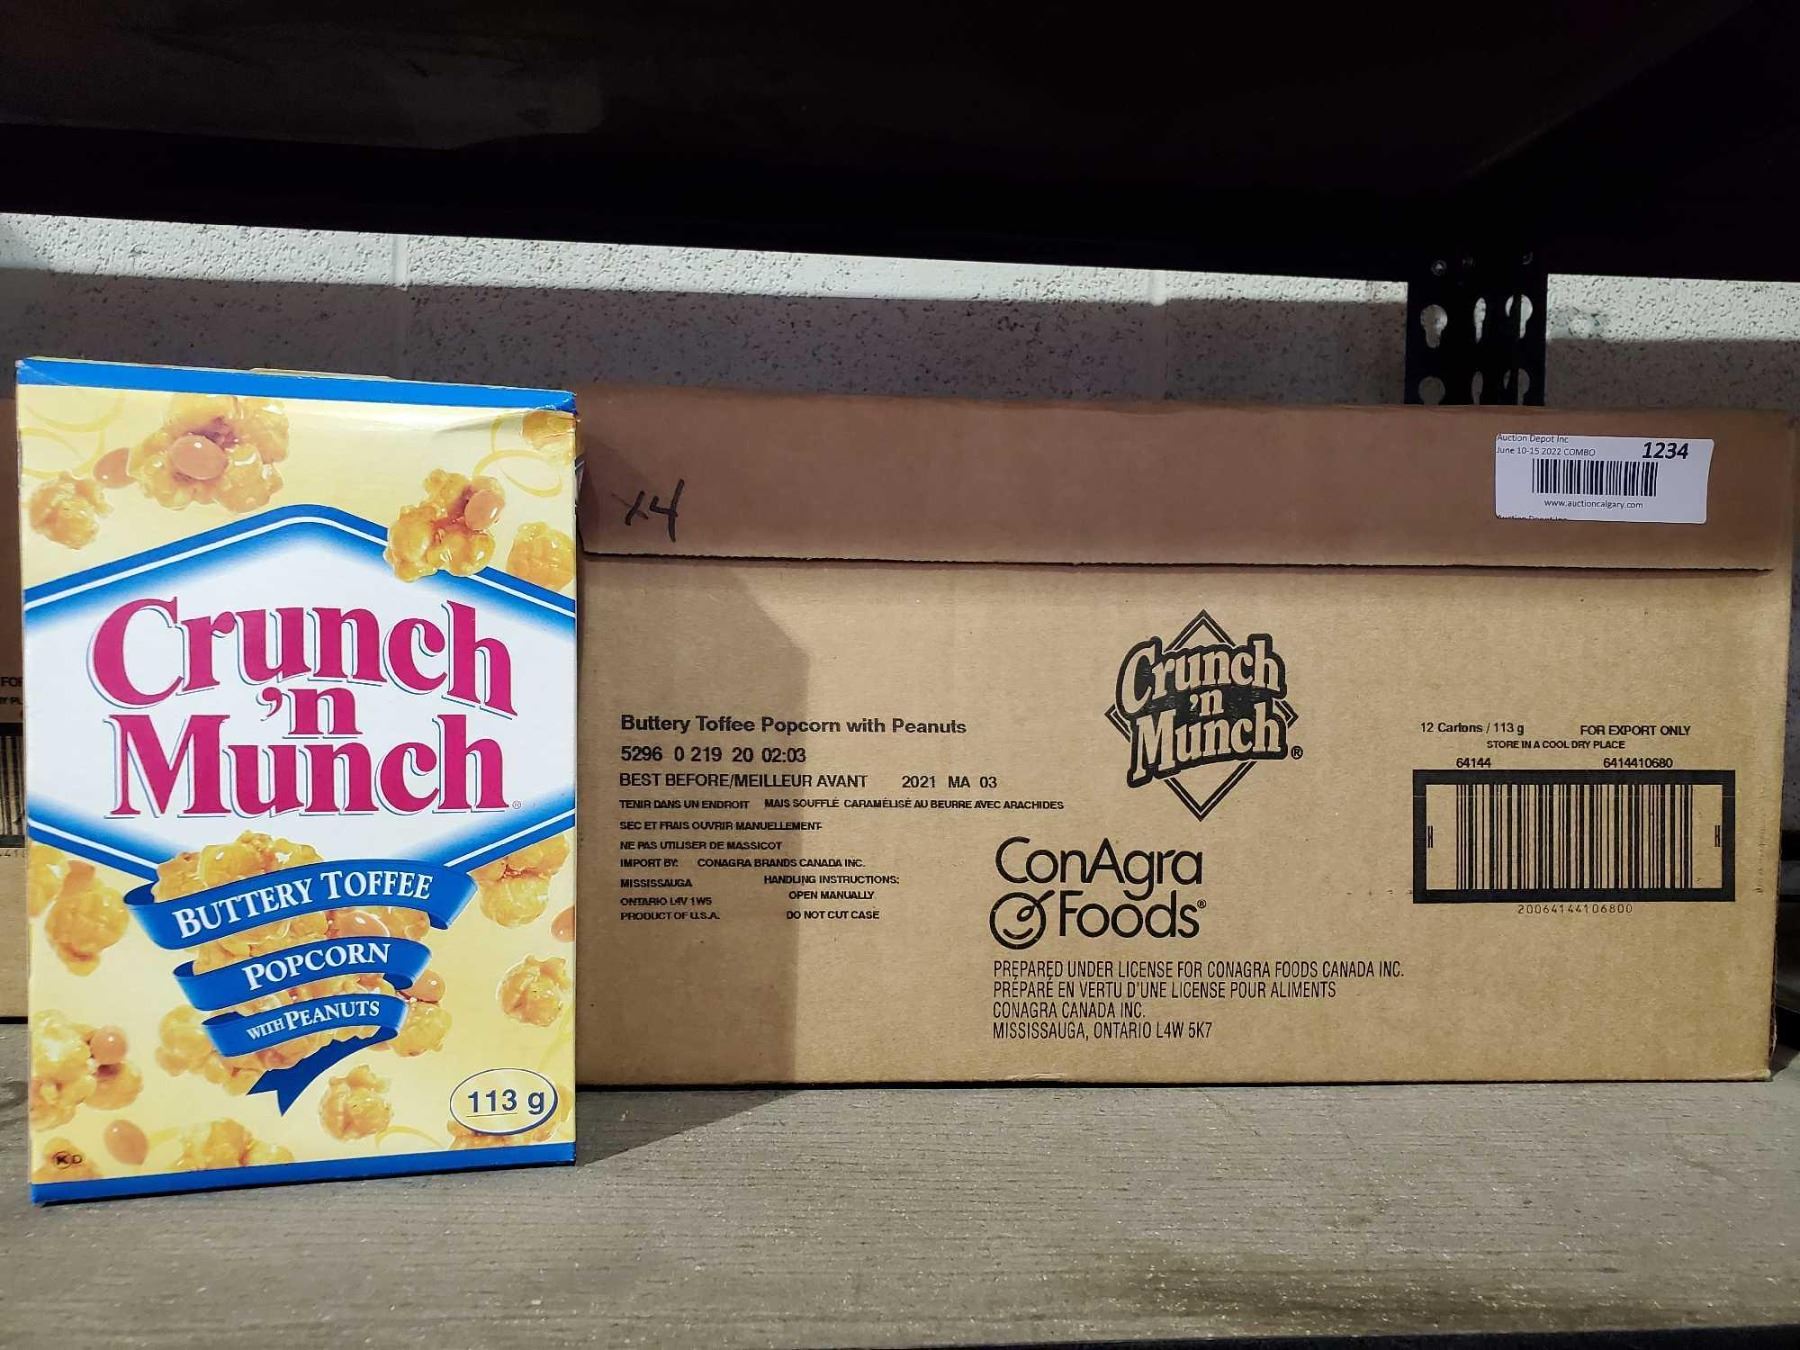 Crunch
'n
Munch®
BUTTERY TOFFEE
POPCORN
WITH PEANUTS
113 g
K D
x4
Auction Depot Inc
June 10-15 2022 COMBO
1234
www.auctioncalgary.com
Buttery Toffee Popcorn with Peanuts
5296 0 219 20 02:03
BEST BEFORE/MEILLEUR AVANT 2021 MA 03
TENIR DANS UN ENDROIT MAIS SOUFFLÉ CARAMÉLISÉ AU BEURRE AVEC ARACHIDES
SEC ET FRAIS OUVRIR MANUELLEMENT-
NE PAS UTILISER DE MASSICOT
IMPORT BY: CONAGRA BRANDS CANADA INC.
MISSISSAUGA HANDLING INSTRUCTIONS:
ONTARIO L4V 1W5 OPEN MANUALLY
PRODUCT OF U.S.A. DO NOT CUT CASE
Crunch
'n
Munch®
ConAgra
Foods®
PREPARED UNDER LICENSE FOR CONAGRA FOODS CANADA INC.
PRÉPARÉ EN VERTU D'UNE LICENSE POUR ALIMENTS
CONAGRA CANADA INC.
MISSISSAUGA, ONTARIO L4W 5K7
12 Cartons / 113 g FOR EXPORT ONLY
STORE IN A COOL DRY PLACE
64144 6414410680
H H
20064144106800